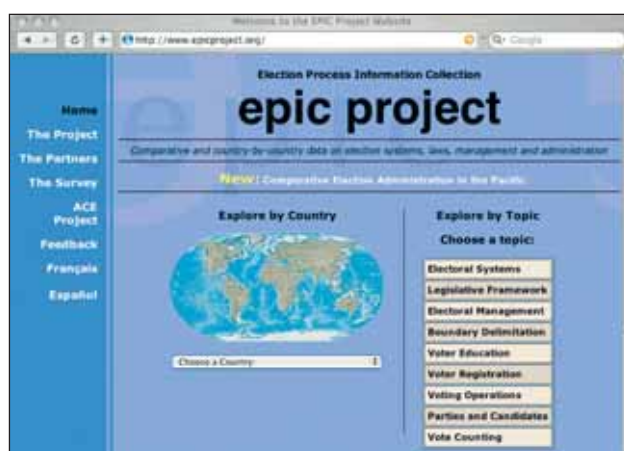 Welcome to the EPIC Project Website
http://www.epicproject.org/
Google
Election Process Information Collection
epic project
Comparative and country-by-country data on election systems, laws, management and administration
New! Comparative Election Administration in the Pacific
Home
The Project
The Partners
The Survey
ACE
Project
Feedback
Français
Español
Explore by Country
Choose a Country:
Explore by Topic
Choose a topic:
Electoral Systems
Legislative Framework
Electoral Management
Boundary Delimitation
Voter Education
Voter Registration
Voting Operations
Parties and Candidates
Vote Counting